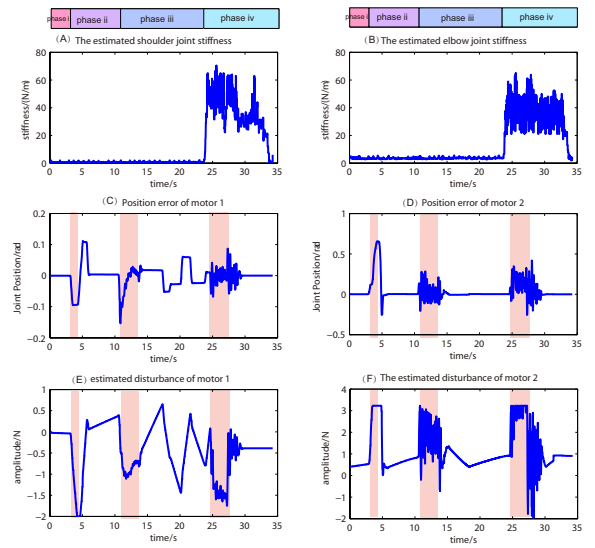 phase i phase ii phase iii phase iv
phase i phase ii phase iii phase iv
(A) The estimated shoulder joint stiffness
80
60
40
20
0
stiffness/(N/m)
0 5 10 15 20 25 30 35
time/s
(B) The estimated elbow joint stiffness
80
60
40
20
0
stiffness/(N/m)
0 5 10 15 20 25 30 35
time/s
(C) Position error of motor 1
0.2
0.1
0
−0.1
−0.2
Joint Position/rad
0 5 10 15 20 25 30 35
time/s
(D) Position error of motor 2
1
0.5
0
−0.5
Joint Position/rad
0 5 10 15 20 25 30 35
time/s
(E) estimated disturbance of motor 1
1
0.5
0
−0.5
−1
−1.5
−2
amplitude/N
0 5 10 15 20 25 30 35
time/s
(F) The estimated disturbance of motor 2
4
3
2
1
0
−1
−2
amplitude/N
0 5 10 15 20 25 30 35
time/s